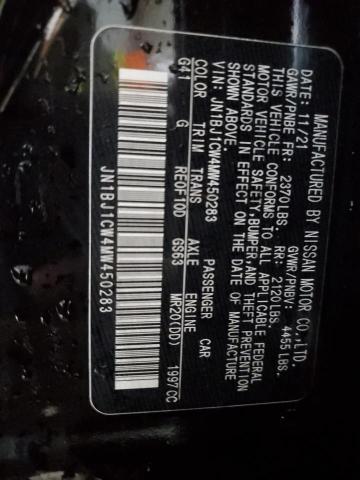 MANUFACTURED BY NISSAN MOTOR CO.,LTD.
DATE: 11/21 GVWR/PNBV: 4455 LBS.
GAWR/PNBE FR: 2370LBS. RR: 2120LBS.
THIS VEHICLE CONFORMS TO ALL APPLICABLE FEDERAL
MOTOR VEHICLE SAFETY,BUMPER,AND THEFT PREVENTION
STANDARDS IN EFFECT ON THE DATE OF MANUFACTURE
SHOWN ABOVE.
VIN: JN1BJ1CW4MW450283 PASSENGER CAR
COLOR TRIM TRANS AXLE ENGINE
G41 G RE0F10D GS63 MR20(DD) 1997CC
JN1BJ1CW4MW450283